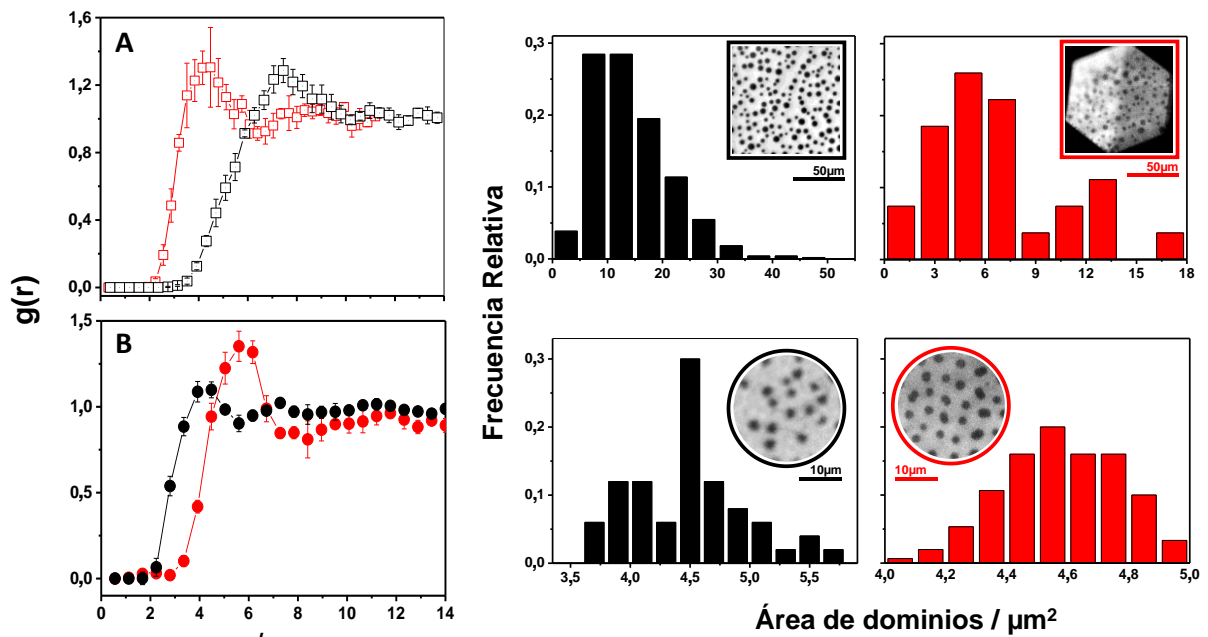 A
1,6
1,2
0,8
0,4
0,0
B
1,5
1,0
0,5
0,0
0 2 4 6 8 10 12 14
g(r)
Frecuencia Relativa
0,3
0,2
0,1
0,0
0 10 20 30 40 50
50µm
0 3 6 9 12 15 18
50µm
0,3
0,2
0,1
0,0
3,5 4,0 4,5 5,0 5,5
10µm
4,0 4,2 4,4 4,6 4,8 5,0
10µm
Área de dominios / µm²